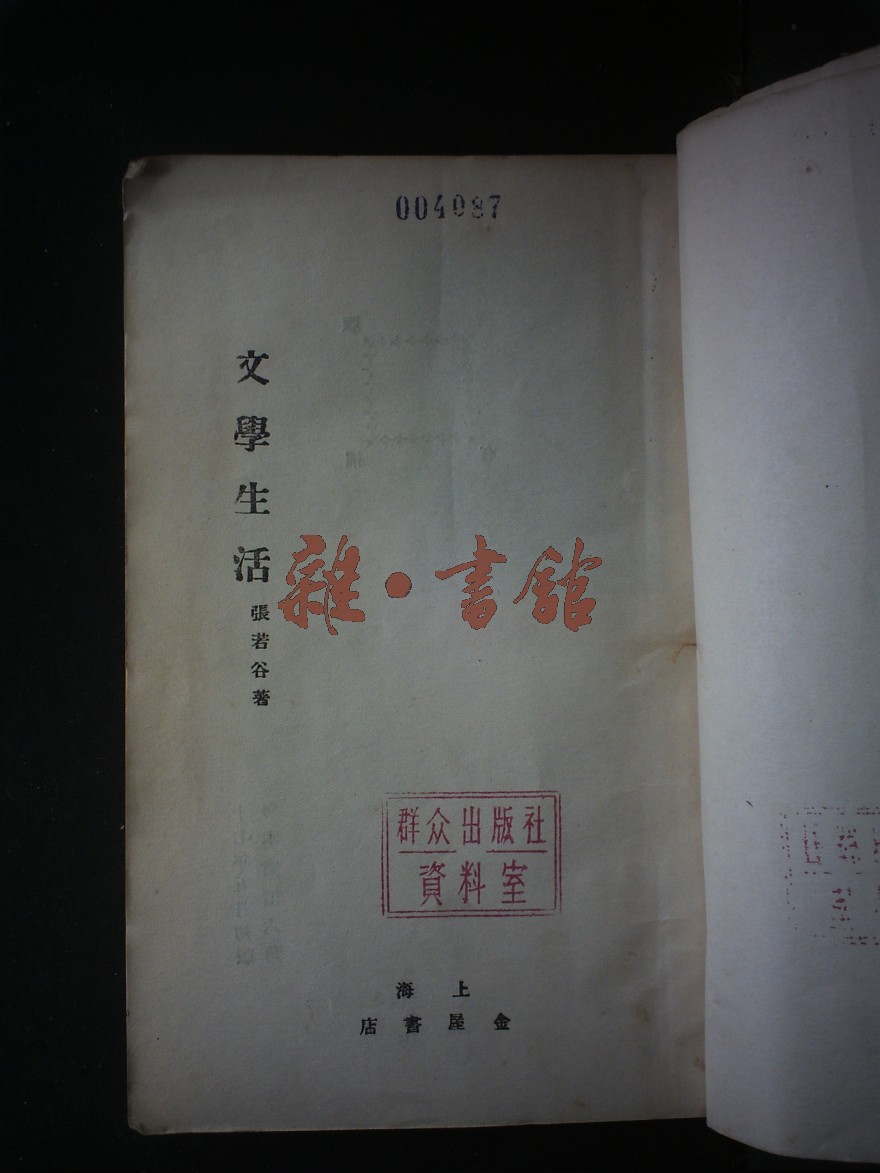 004087
文學生活
張若谷著
雜·書館
群众出版社
資料室
上海
金屋書店